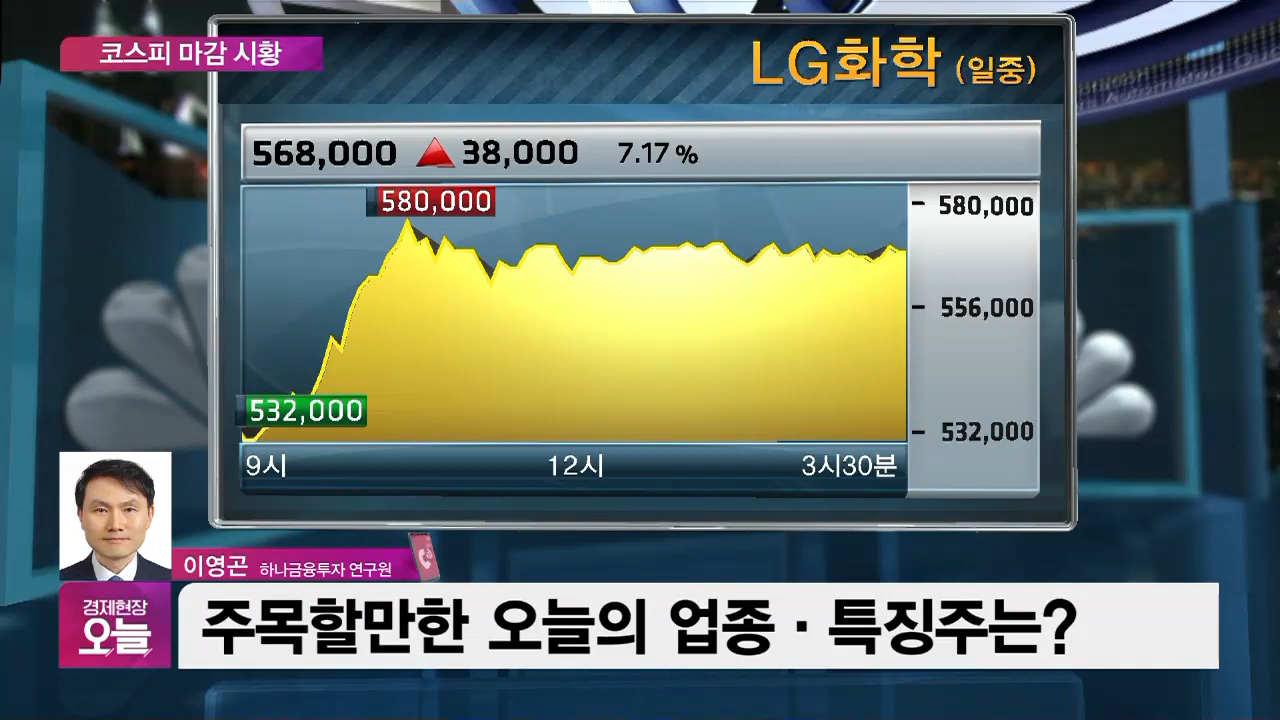 코스피 마감 시황
LG화학 (일중)
568,000 ▲ 38,000 7.17 %
580,000
532,000
580,000
556,000
532,000
9시 12시 3시30분
이영곤 하나금융투자 연구원
경제현장
오늘
주목할만한 오늘의 업종·특징주는?